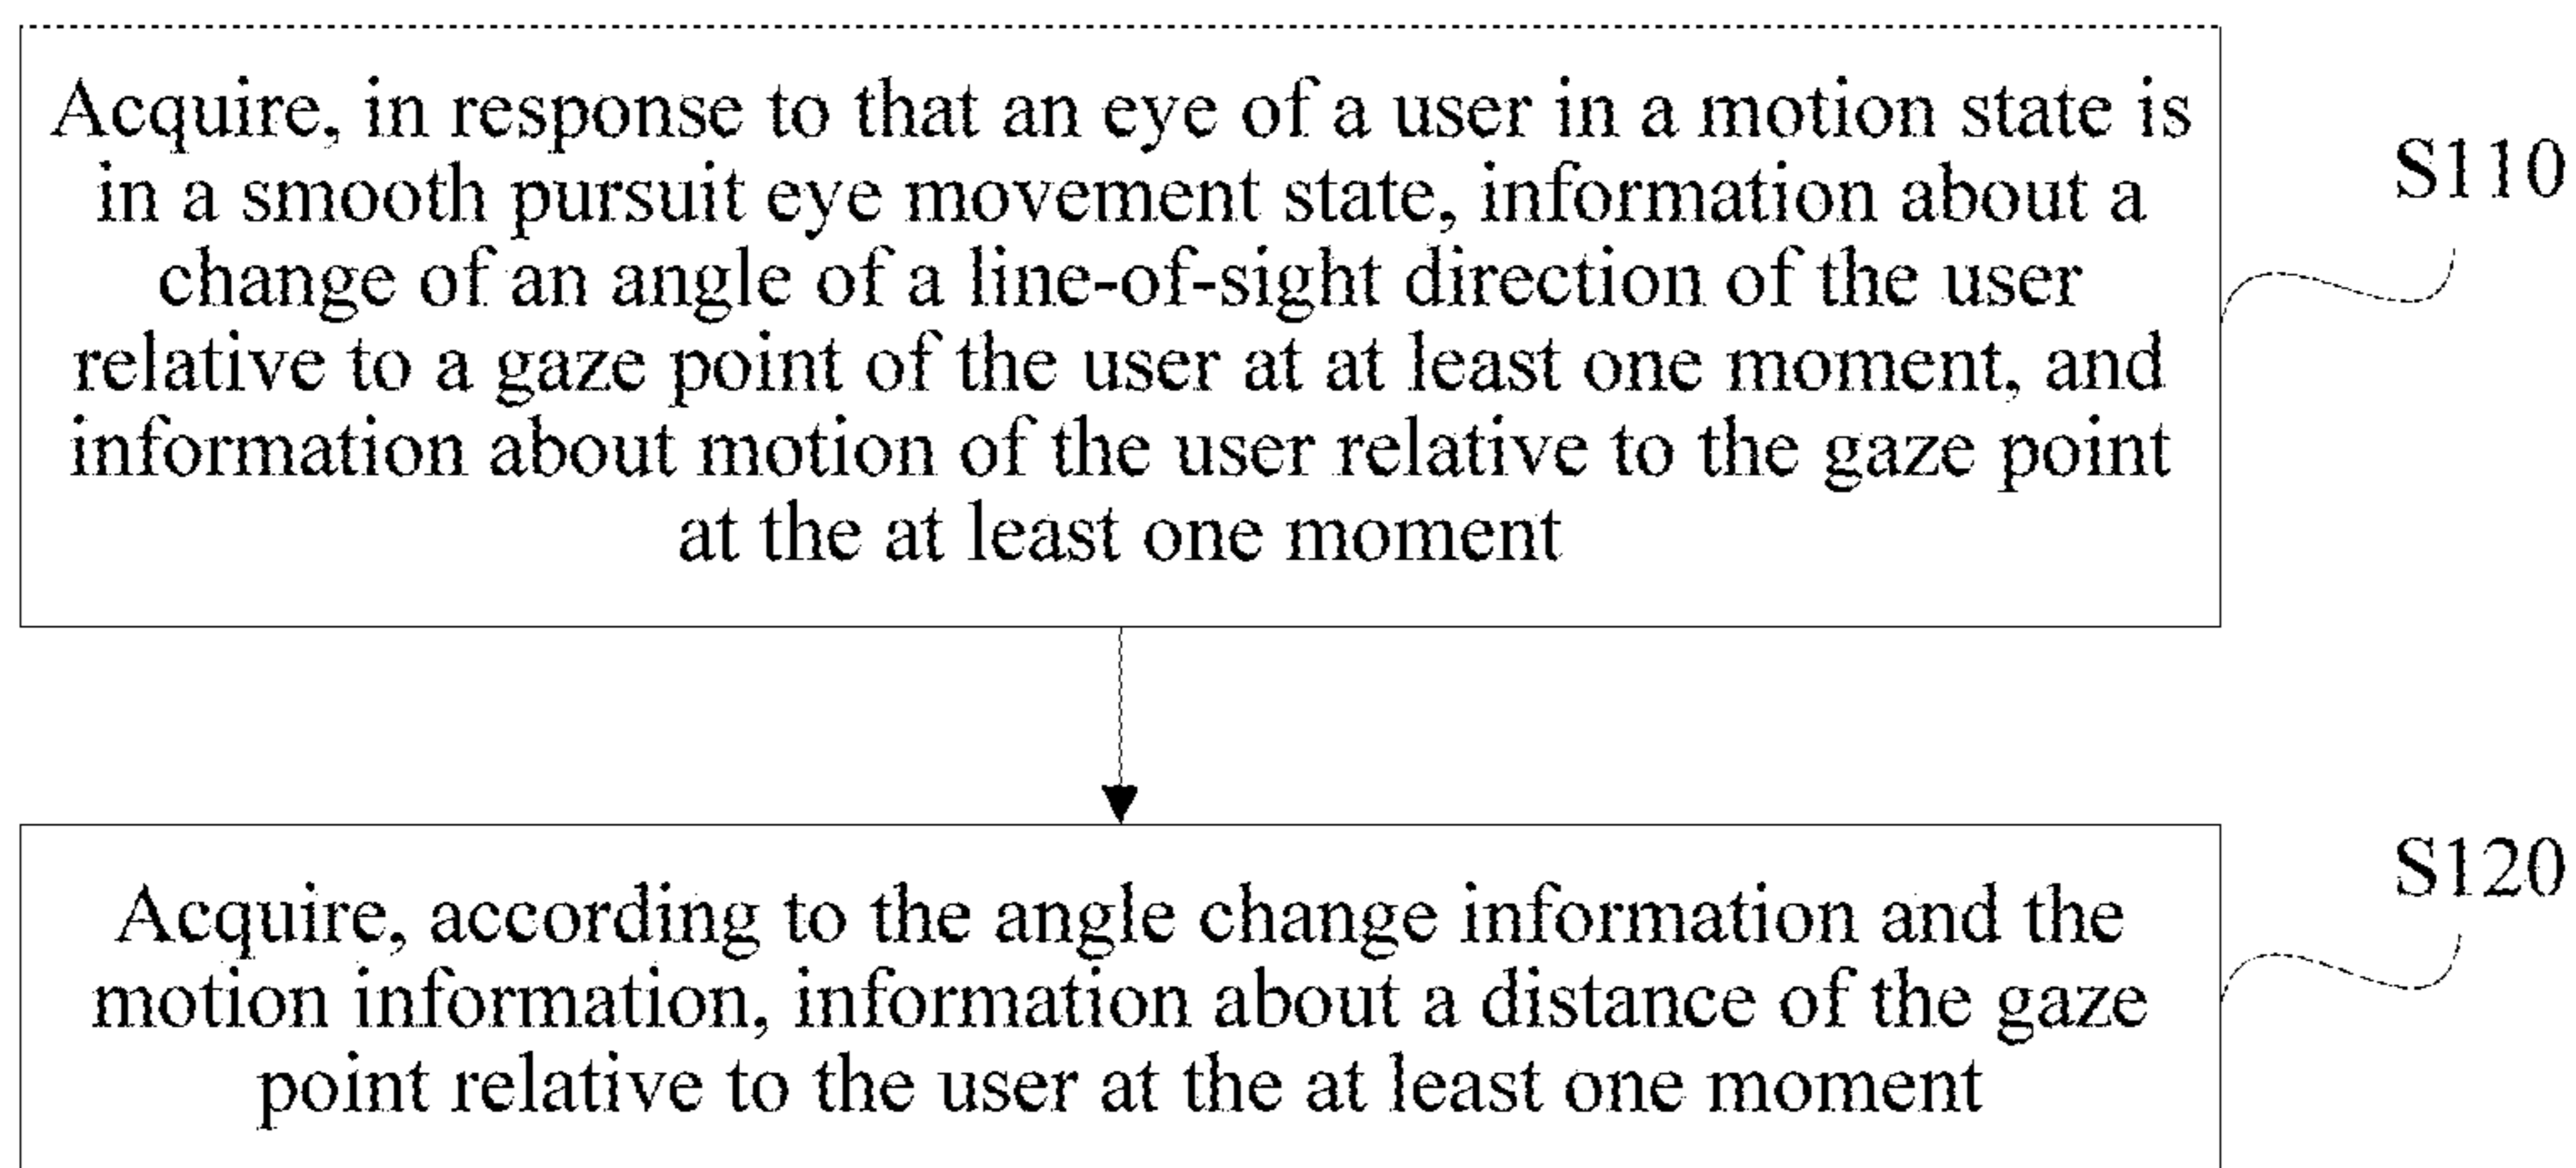 Acquire, in response to that an eye of a user in a motion state is
in a smooth pursuit eye movement state, information about a
change of an angle of a line-of-sight direction of the user
relative to a gaze point of the user at at least one moment, and
information about motion of the user relative to the gaze point
at the at least one moment
S110
Acquire, according to the angle change information and the
motion information, information about a distance of the gaze
point relative to the user at the at least one moment
S120